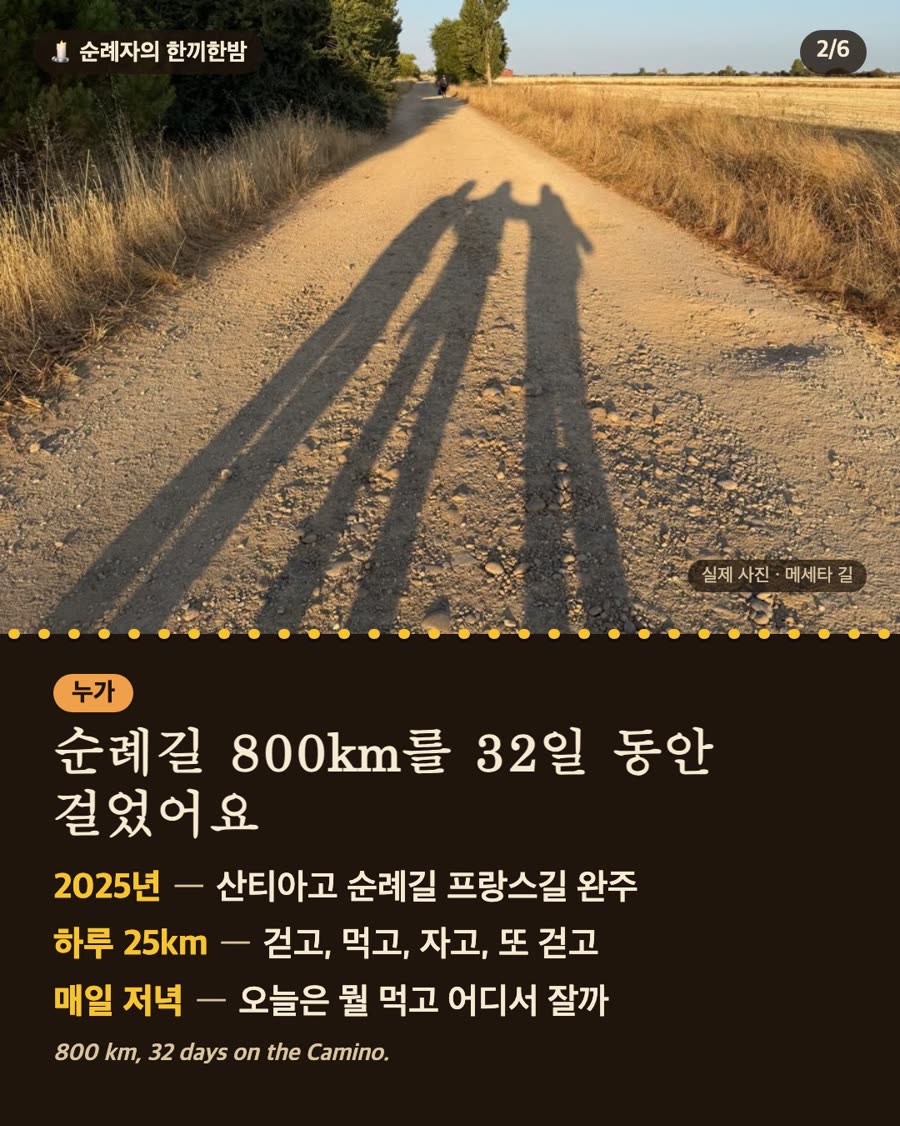 순례자의 한끼한밤
2/6
실제 사진 · 메세타 길
누가
순례길 800km를 32일 동안
걸었어요
2025년 — 산티아고 순례길 프랑스길 완주
하루 25km — 걷고, 먹고, 자고, 또 걷고
매일 저녁 — 오늘은 뭘 먹고 어디서 잘까
800 km, 32 days on the Camino.